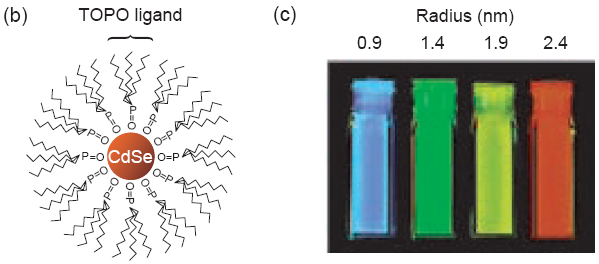 (b)
TOPO ligand
P=O
P=O
P=O
P=O
P=O
P=O
CdSe
O=P
O=P
O=P
O=P
O=P
O=P
(c)
Radius (nm)
0.9 1.4 1.9 2.4